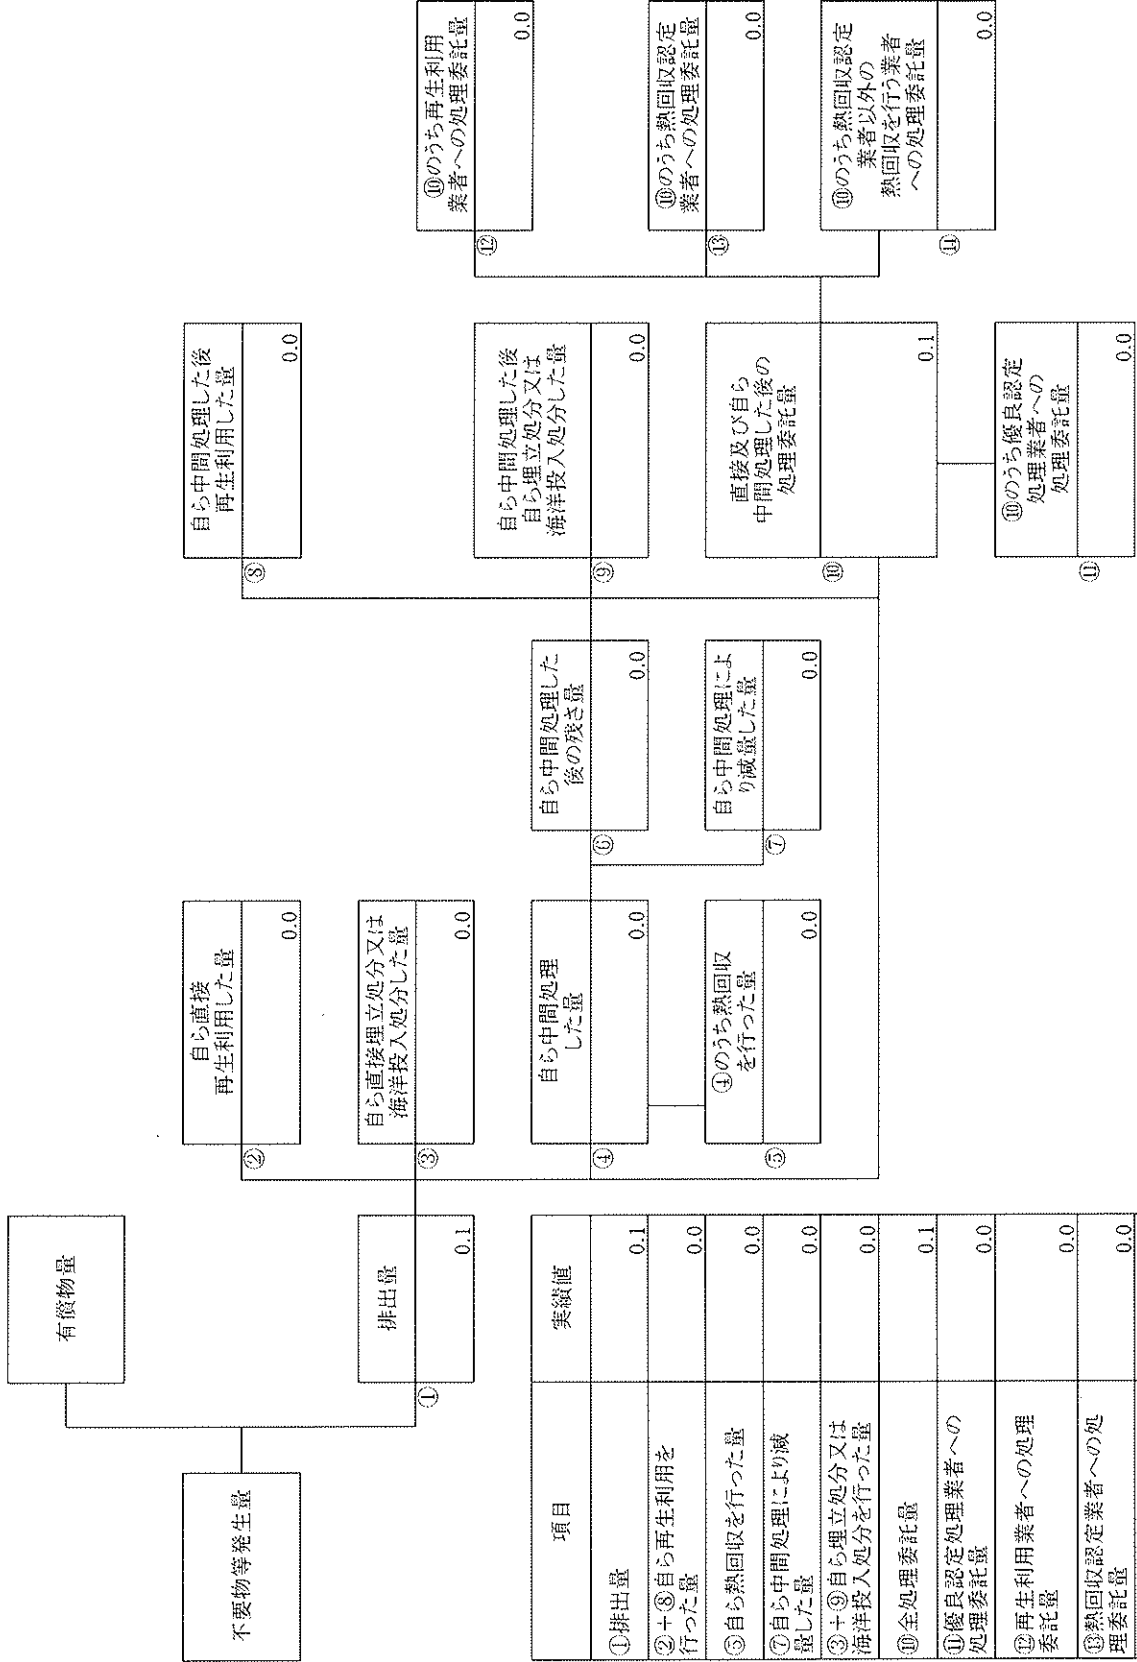 不要物等発生量
有償物量
排出量
①
0.1
自ら直接
再生利用した量
②
0.0
自ら直接埋立処分又は
海洋投入処分した量
③
0.0
自ら中間処理
した量
④
0.0
④のうち熱回収
を行った量
⑤
0.0
自ら中間処理した
後の残さ量
⑥
0.0
自ら中間処理によ
り減量した量
⑦
0.0
自ら中間処理した後
再生利用した量
⑧
0.0
自ら中間処理した後
自ら埋立処分又は
海洋投入処分した量
⑨
0.0
直接及び自ら
中間処理した後の
処理委託量
⑩
0.1
⑩のうち優良認定
処理業者への
処理委託量
⑪
0.0
⑩のうち再生利用
業者への処理委託量
⑫
0.0
⑩のうち熱回収認定
業者への処理委託量
⑬
0.0
⑩のうち熱回収認定
業者以外の
熱回収を行う業者
への処理委託量
⑭
0.0
項目
実績値
①排出量
0.1
②+⑧自ら再生利用を
行った量
0.0
⑤自ら熱回収を行った量
0.0
⑦自ら中間処理により減
量した量
0.0
③+⑨自ら埋立処分又は
海洋投入処分を行った量
0.0
⑩全処理委託量
0.1
⑪優良認定処理業者への
処理委託量
0.0
⑫再生利用業者への処理
委託量
0.0
⑬熱回収認定業者への処
理委託量
0.0